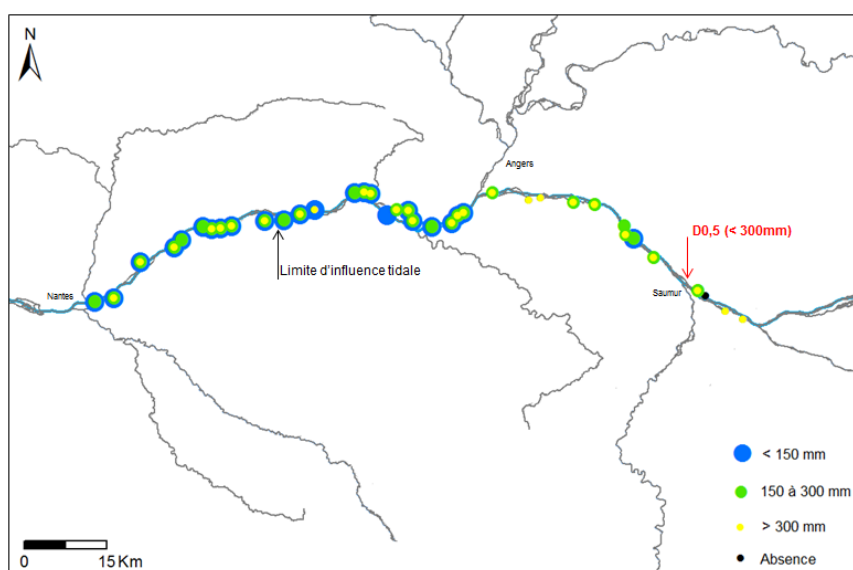 N
Angers
D0,5 (< 300mm)
Limite d'influence tidale
Nantes
Saumur
< 150 mm
150 à 300 mm
> 300 mm
Absence
0 15 Km